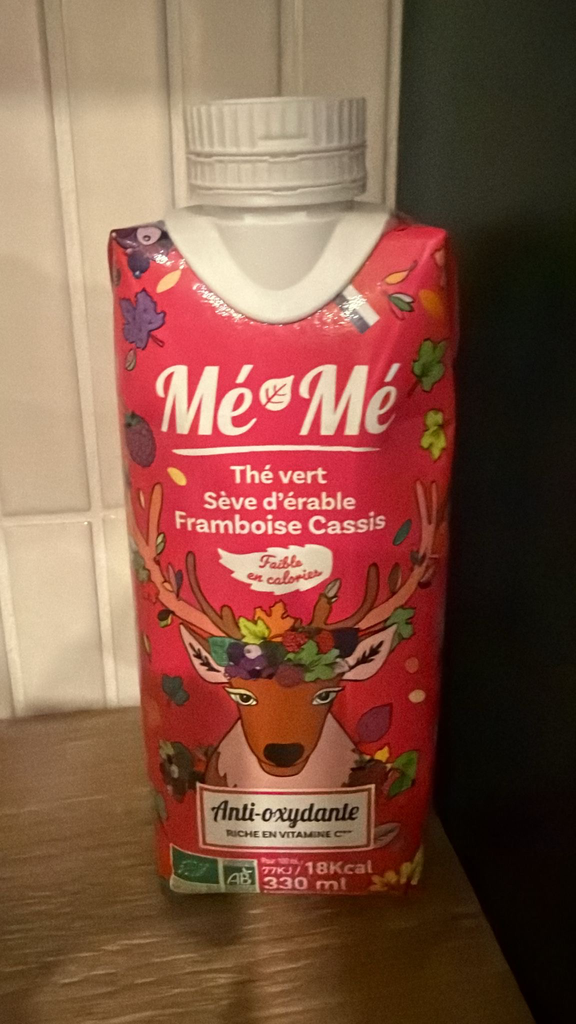 Mé Mé
Thé vert
Sève d'érable
Framboise Cassis
Faible
en calories
Anti-oxydante
RICHE EN VITAMINE C***
Pour 100 mL :
77KJ / 18Kcal
AB
330 ml